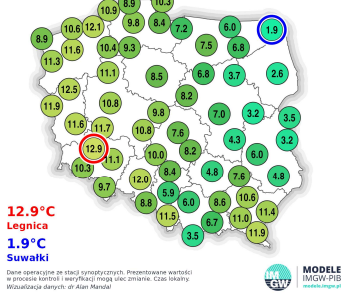 8.9 10.3
10.9
10.6 12.1 9.8 8.4 7.2 6.0 1.9
8.9
11.6 10.4 9.3 7.5 6.8
11.3
11.1 8.5 6.8 3.7 2.6
12.5
8.2
11.9 10.8 9.8 7.0 3.2 3.5
11.6 11.7 10.8 7.6
4.3 3.2
12.9 8.2
11.1 10.0 6.0
10.3 8.4 4.8 7.6 4.8
9.7 12.0
5.9
8.8 6.0 8.6 10.6
11.5 6.7 11.0 11.4
3.5 11.9
12.9°C
Legnica
1.9°C
Suwałki
Dane operacyjne ze stacji synoptycznych. Prezentowane wartości
w procesie kontroli i weryfikacji mogą ulec zmianie. Czas lokalny.
Wizualizacja danych: dr Alan Mandal
IM
GW
MODELE
IMGW-PIB
modele.imgw.pl